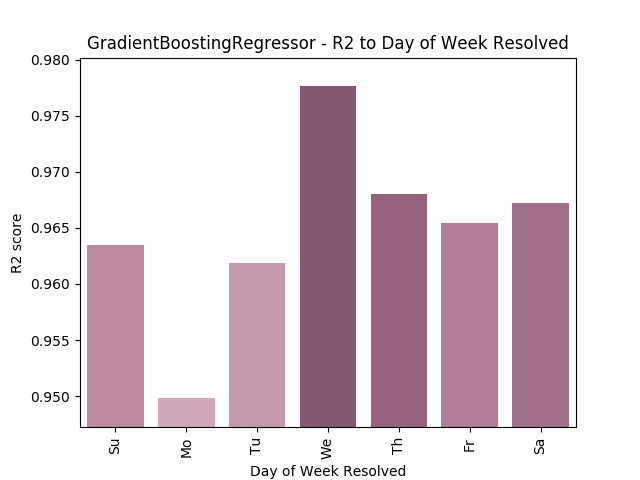 GradientBoostingRegressor - R2 to Day of Week Resolved
0.980
0.975
0.970
0.965
0.960
0.955
0.950
R2 score
Su
Mo
Tu
We
Th
Fr
Sa
Day of Week Resolved